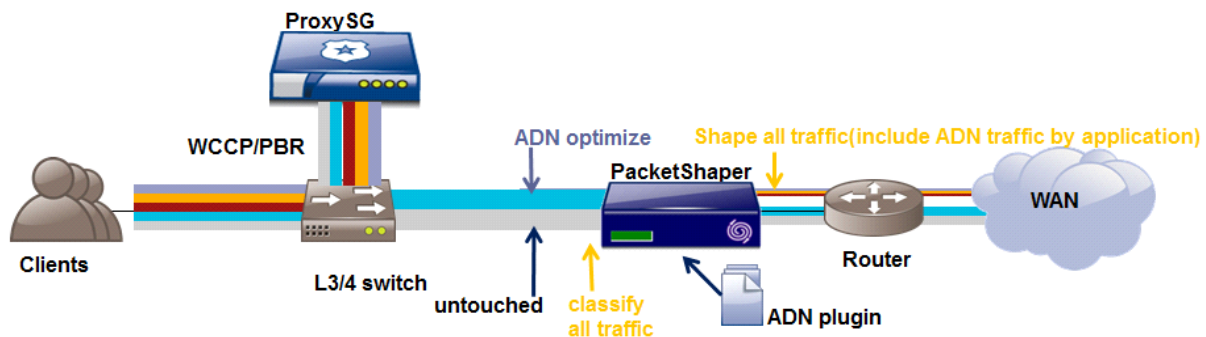 ProxySG
WCCP/PBR
ADN optimize
Shape all traffic(include ADN traffic by application)
PacketShaper
WAN
Clients
L3/4 switch
untouched
classify
all traffic
Router
ADN plugin